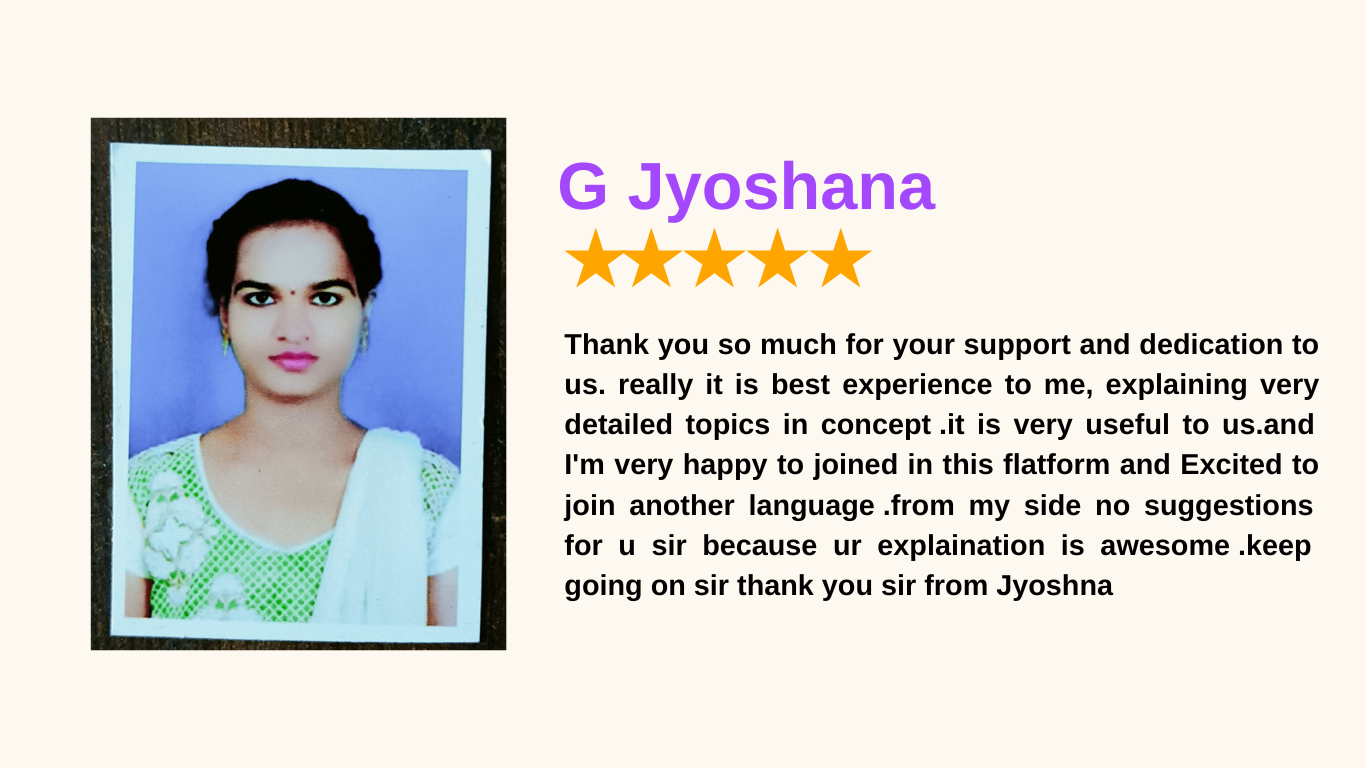 G Jyoshana
Thank you so much for your support and dedication to
us. really it is best experience to me, explaining very
detailed topics in concept .it is very useful to us.and
I'm very happy to joined in this flatform and Excited to
join another language .from my side no suggestions
for u sir because ur explaination is awesome .keep
going on sir thank you sir from Jyoshna